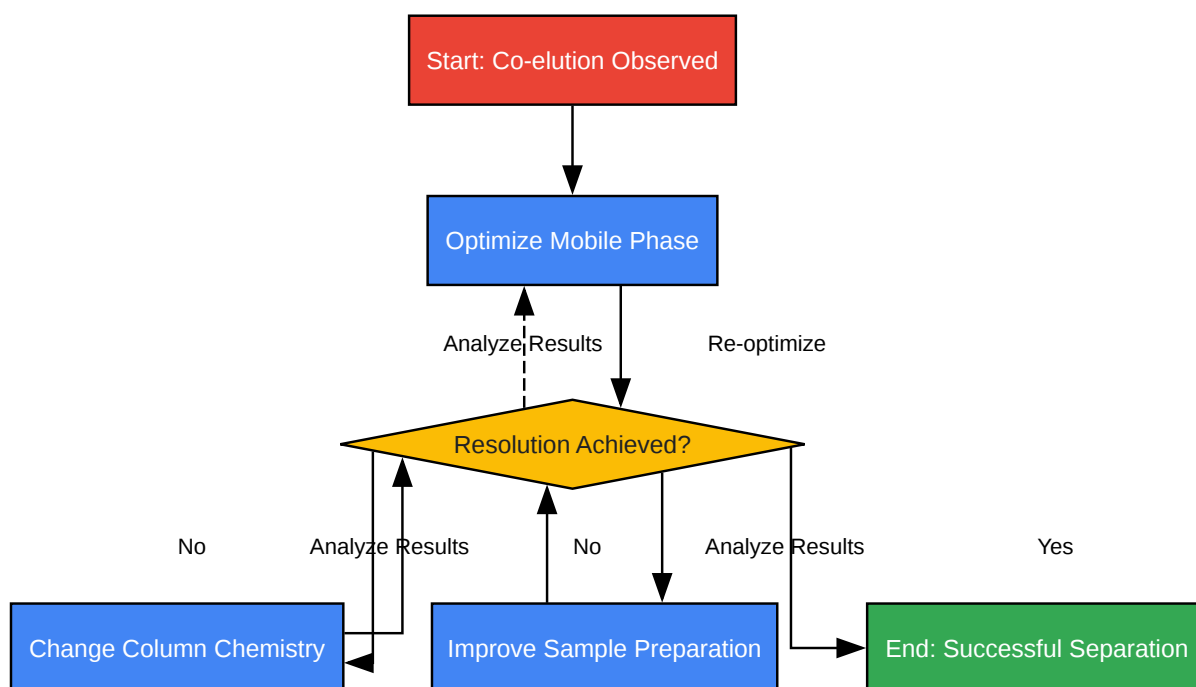 Start: Co-elution Observed
Optimize Mobile Phase
Analyze Results
Re-optimize
Resolution Achieved?
No
Analyze Results
No
Analyze Results
Yes
Change Column Chemistry
Improve Sample Preparation
End: Successful Separation